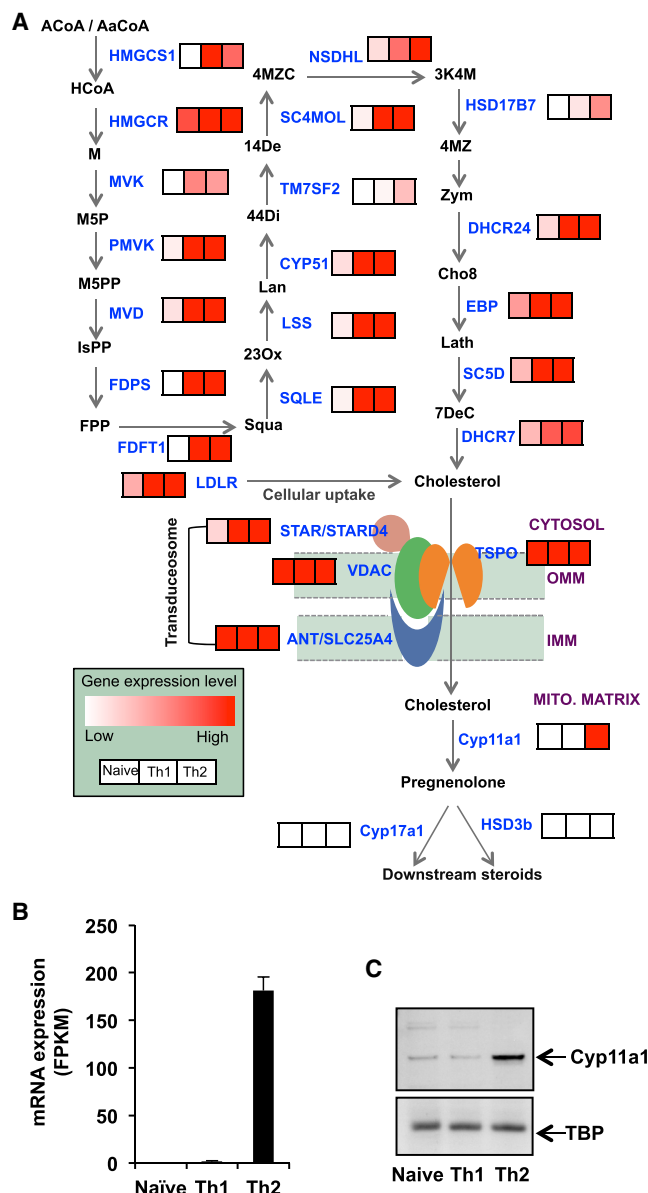 A
ACoA / AaCoA
HMGCS1
HCoA
HMGCR
M
MVK
M5P
PMVK
M5PP
MVD
IsPP
FDPS
FPP
FDFT1
Squa
SQLE
23Ox
LSS
Lan
CYP51
44Di
TM7SF2
14De
SC4MOL
4MZC
NSDHL
3K4M
HSD17B7
4MZ
Zym
DHCR24
Cho8
EBP
Lath
SC5D
7DeC
DHCR7
Cholesterol
LDLR
Cellular uptake
Transduceosome
STAR/STARD4
VDAC
ANT/SLC25A4
TSPO
CYTOSOL
OMM
IMM
MITO. MATRIX
Cholesterol
Cyp11a1
Pregnenolone
Cyp17a1
HSD3b
Downstream steroids
Gene expression level
Low High
Naive Th1 Th2
B
mRNA expression
(FPKM)
250
200
150
100
50
0
Naïve Th1 Th2
C
Cyp11a1
TBP
Naive Th1 Th2